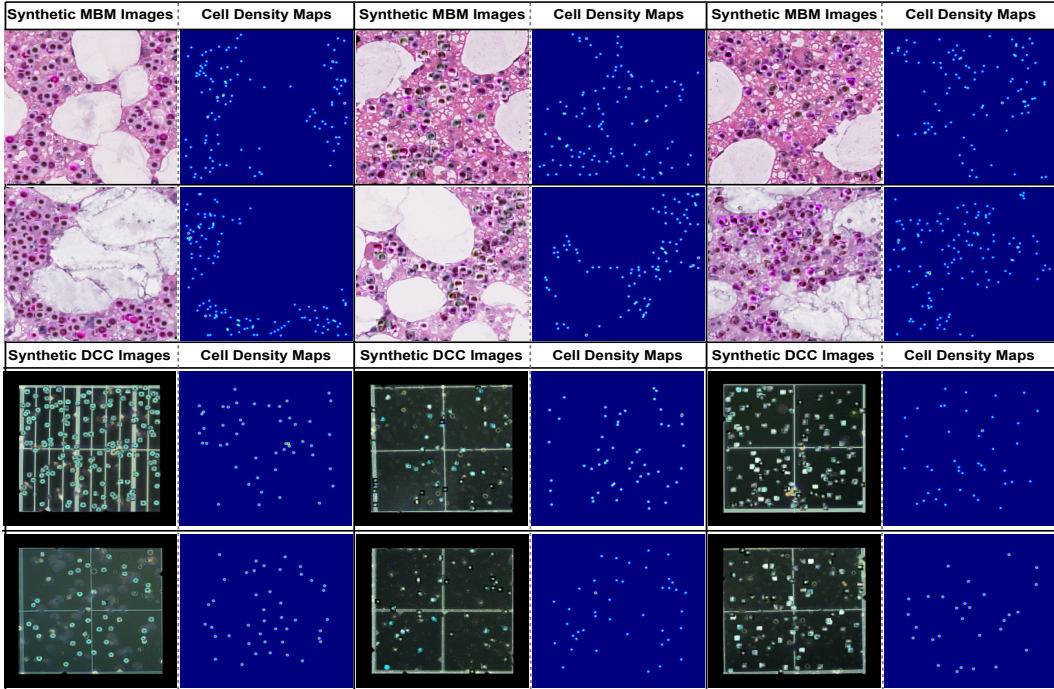 Synthetic MBM Images Cell Density Maps Synthetic MBM Images Cell Density Maps Synthetic MBM Images Cell Density Maps
Synthetic DCC Images Cell Density Maps Synthetic DCC Images Cell Density Maps Synthetic DCC Images Cell Density Maps